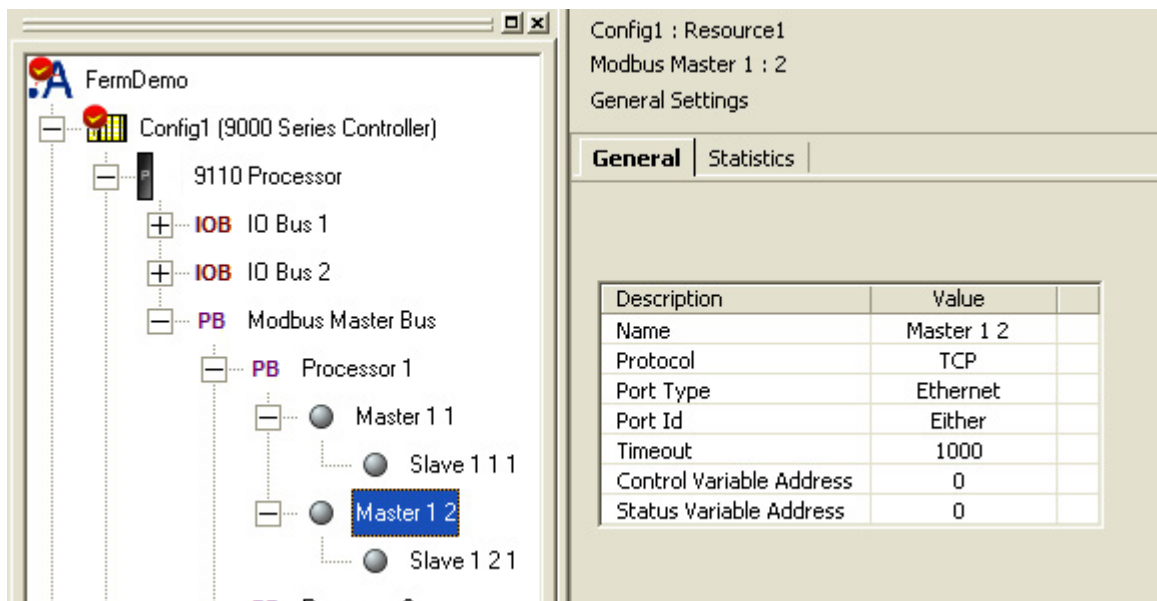 FermDemo
Config1 (9000 Series Controller)
P
9110 Processor
IOB IO Bus 1
IOB IO Bus 2
PB Modbus Master Bus
PB Processor 1
Master 1 1
Slave 1 1 1
Master 1 2
Slave 1 2 1
Config1 : Resource1
Modbus Master 1 : 2
General Settings
General Statistics
Description Value
Name Master 1 2
Protocol TCP
Port Type Ethernet
Port Id Either
Timeout 1000
Control Variable Address 0
Status Variable Address 0